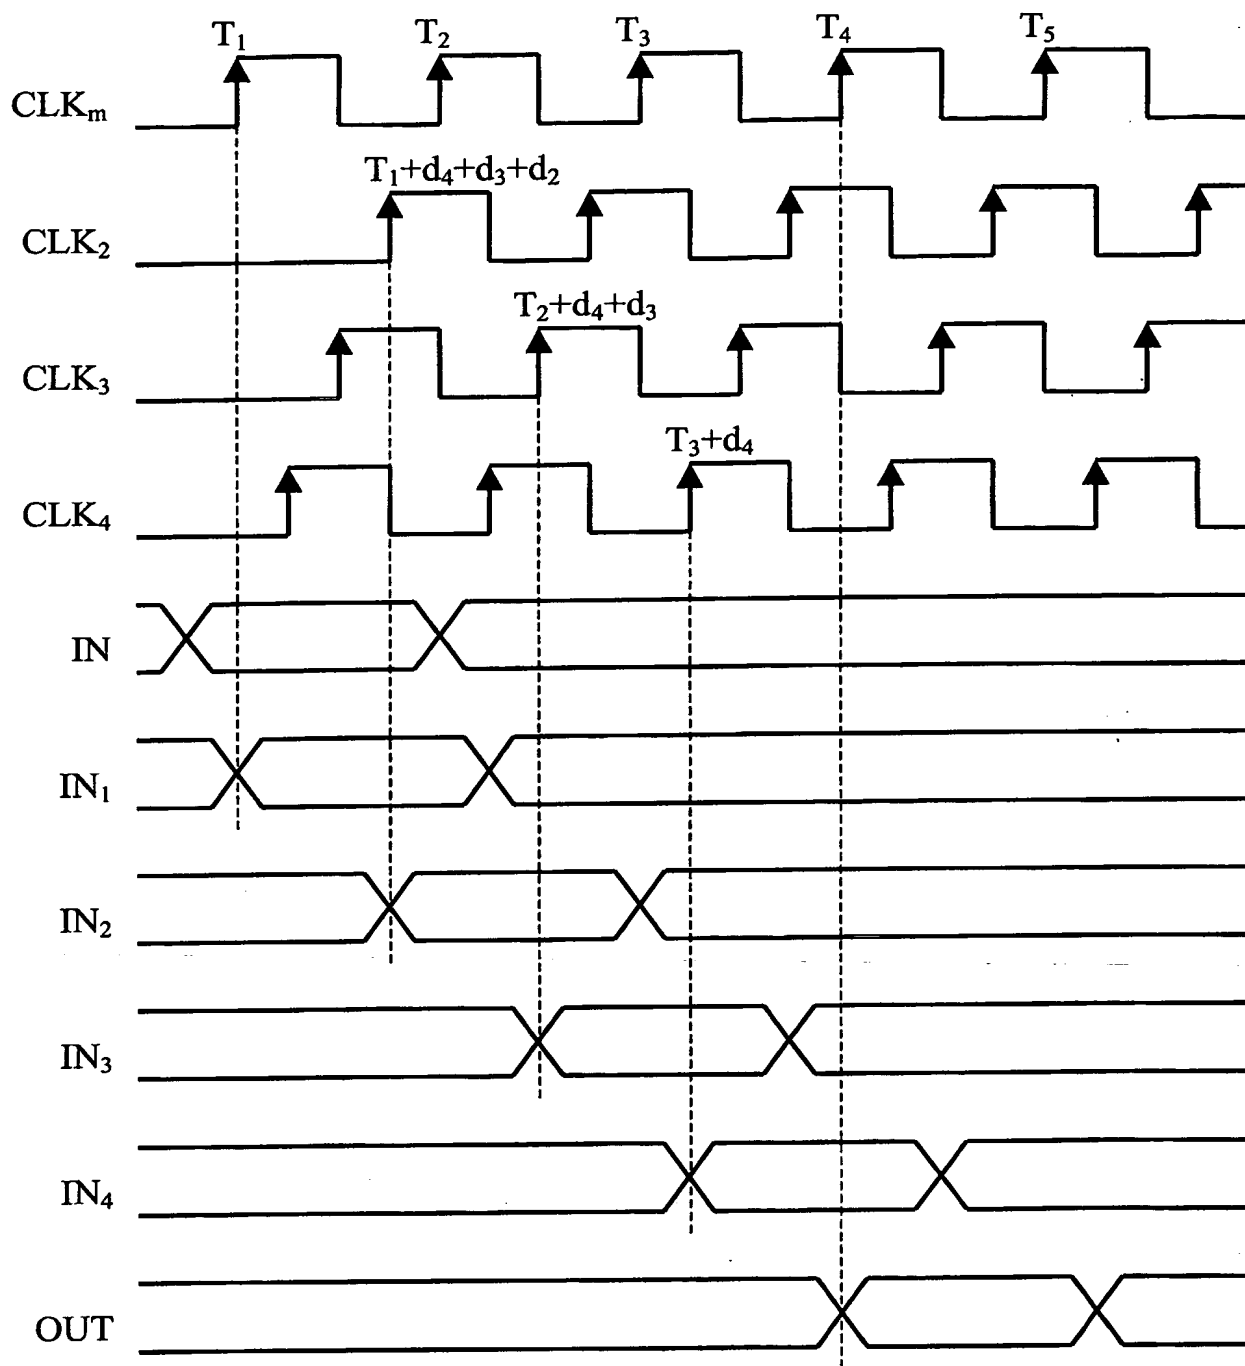 T₁ T₂ T₃ T₄ T₅
CLKₘ
T₁+d₄+d₃+d₂
CLK₂
T₂+d₄+d₃
CLK₃
T₃+d₄
CLK₄
IN
IN₁
IN₂
IN₃
IN₄
OUT